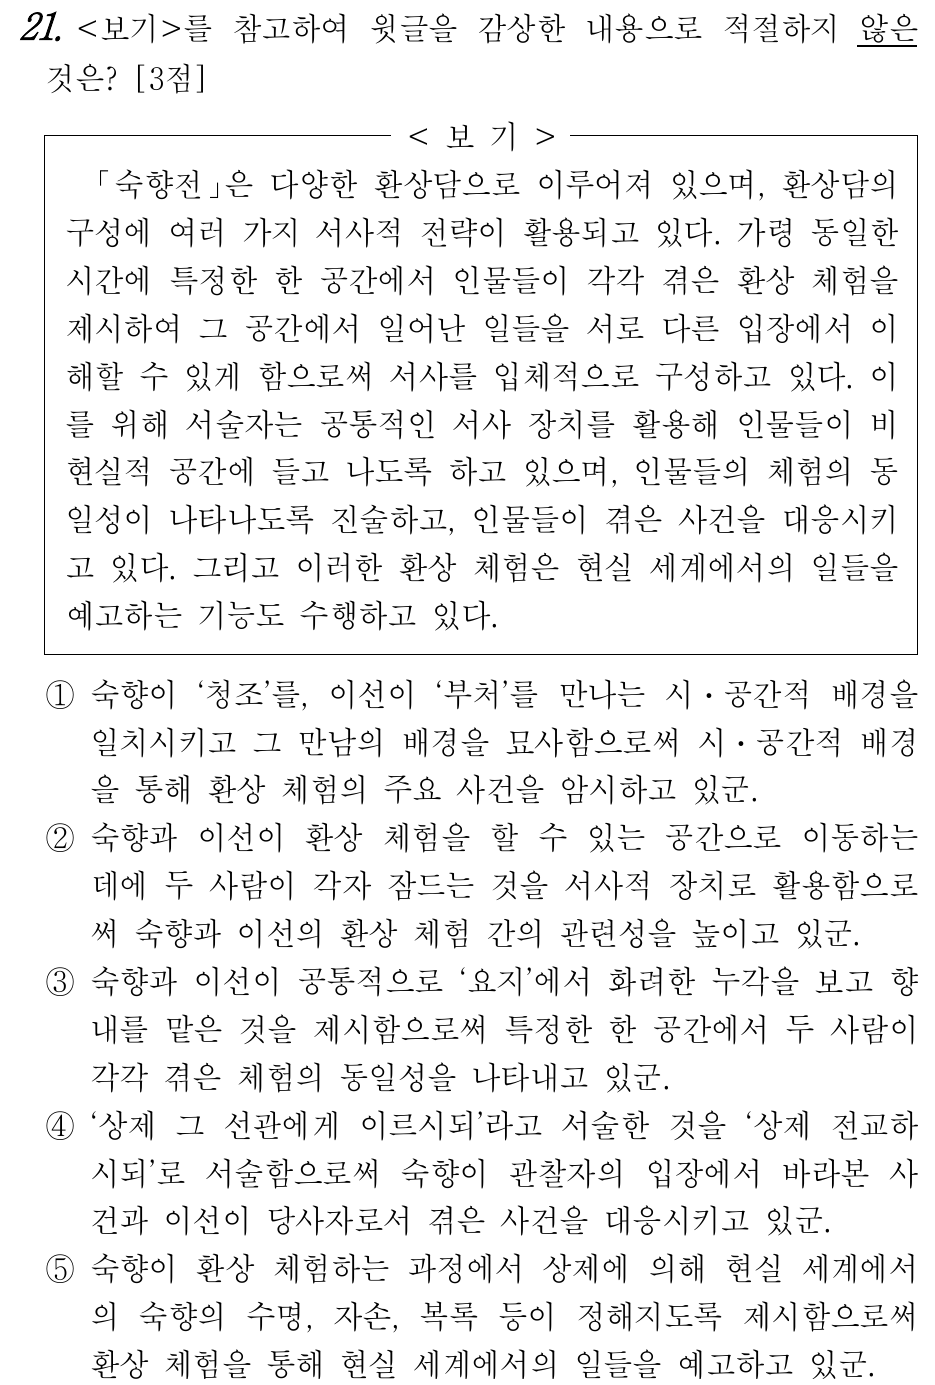 21. <보기>를 참고하여 윗글을 감상한 내용으로 적절하지 않은
것은? [3점]
< 보 기 >
「숙향전」은 다양한 환상담으로 이루어져 있으며, 환상담의
구성에 여러 가지 서사적 전략이 활용되고 있다. 가령 동일한
시간에 특정한 한 공간에서 인물들이 각각 겪은 환상 체험을
제시하여 그 공간에서 일어난 일들을 서로 다른 입장에서 이
해할 수 있게 함으로써 서사를 입체적으로 구성하고 있다. 이
를 위해 서술자는 공통적인 서사 장치를 활용해 인물들이 비
현실적 공간에 들고 나도록 하고 있으며, 인물들의 체험의 동
일성이 나타나도록 진술하고, 인물들이 겪은 사건을 대응시키
고 있다. 그리고 이러한 환상 체험은 현실 세계에서의 일들을
예고하는 기능도 수행하고 있다.
① 숙향이 ‘청조’를, 이선이 ‘부처’를 만나는 시・공간적 배경을
일치시키고 그 만남의 배경을 묘사함으로써 시・공간적 배경
을 통해 환상 체험의 주요 사건을 암시하고 있군.
② 숙향과 이선이 환상 체험을 할 수 있는 공간으로 이동하는
데에 두 사람이 각자 잠드는 것을 서사적 장치로 활용함으로
써 숙향과 이선의 환상 체험 간의 관련성을 높이고 있군.
③ 숙향과 이선이 공통적으로 ‘요지’에서 화려한 누각을 보고 향
내를 맡은 것을 제시함으로써 특정한 한 공간에서 두 사람이
각각 겪은 체험의 동일성을 나타내고 있군.
④ ‘상제 그 선관에게 이르시되’라고 서술한 것을 ‘상제 전교하
시되’로 서술함으로써 숙향이 관찰자의 입장에서 바라본 사
건과 이선이 당사자로서 겪은 사건을 대응시키고 있군.
⑤ 숙향이 환상 체험하는 과정에서 상제에 의해 현실 세계에서
의 숙향의 수명, 자손, 복록 등이 정해지도록 제시함으로써
환상 체험을 통해 현실 세계에서의 일들을 예고하고 있군.